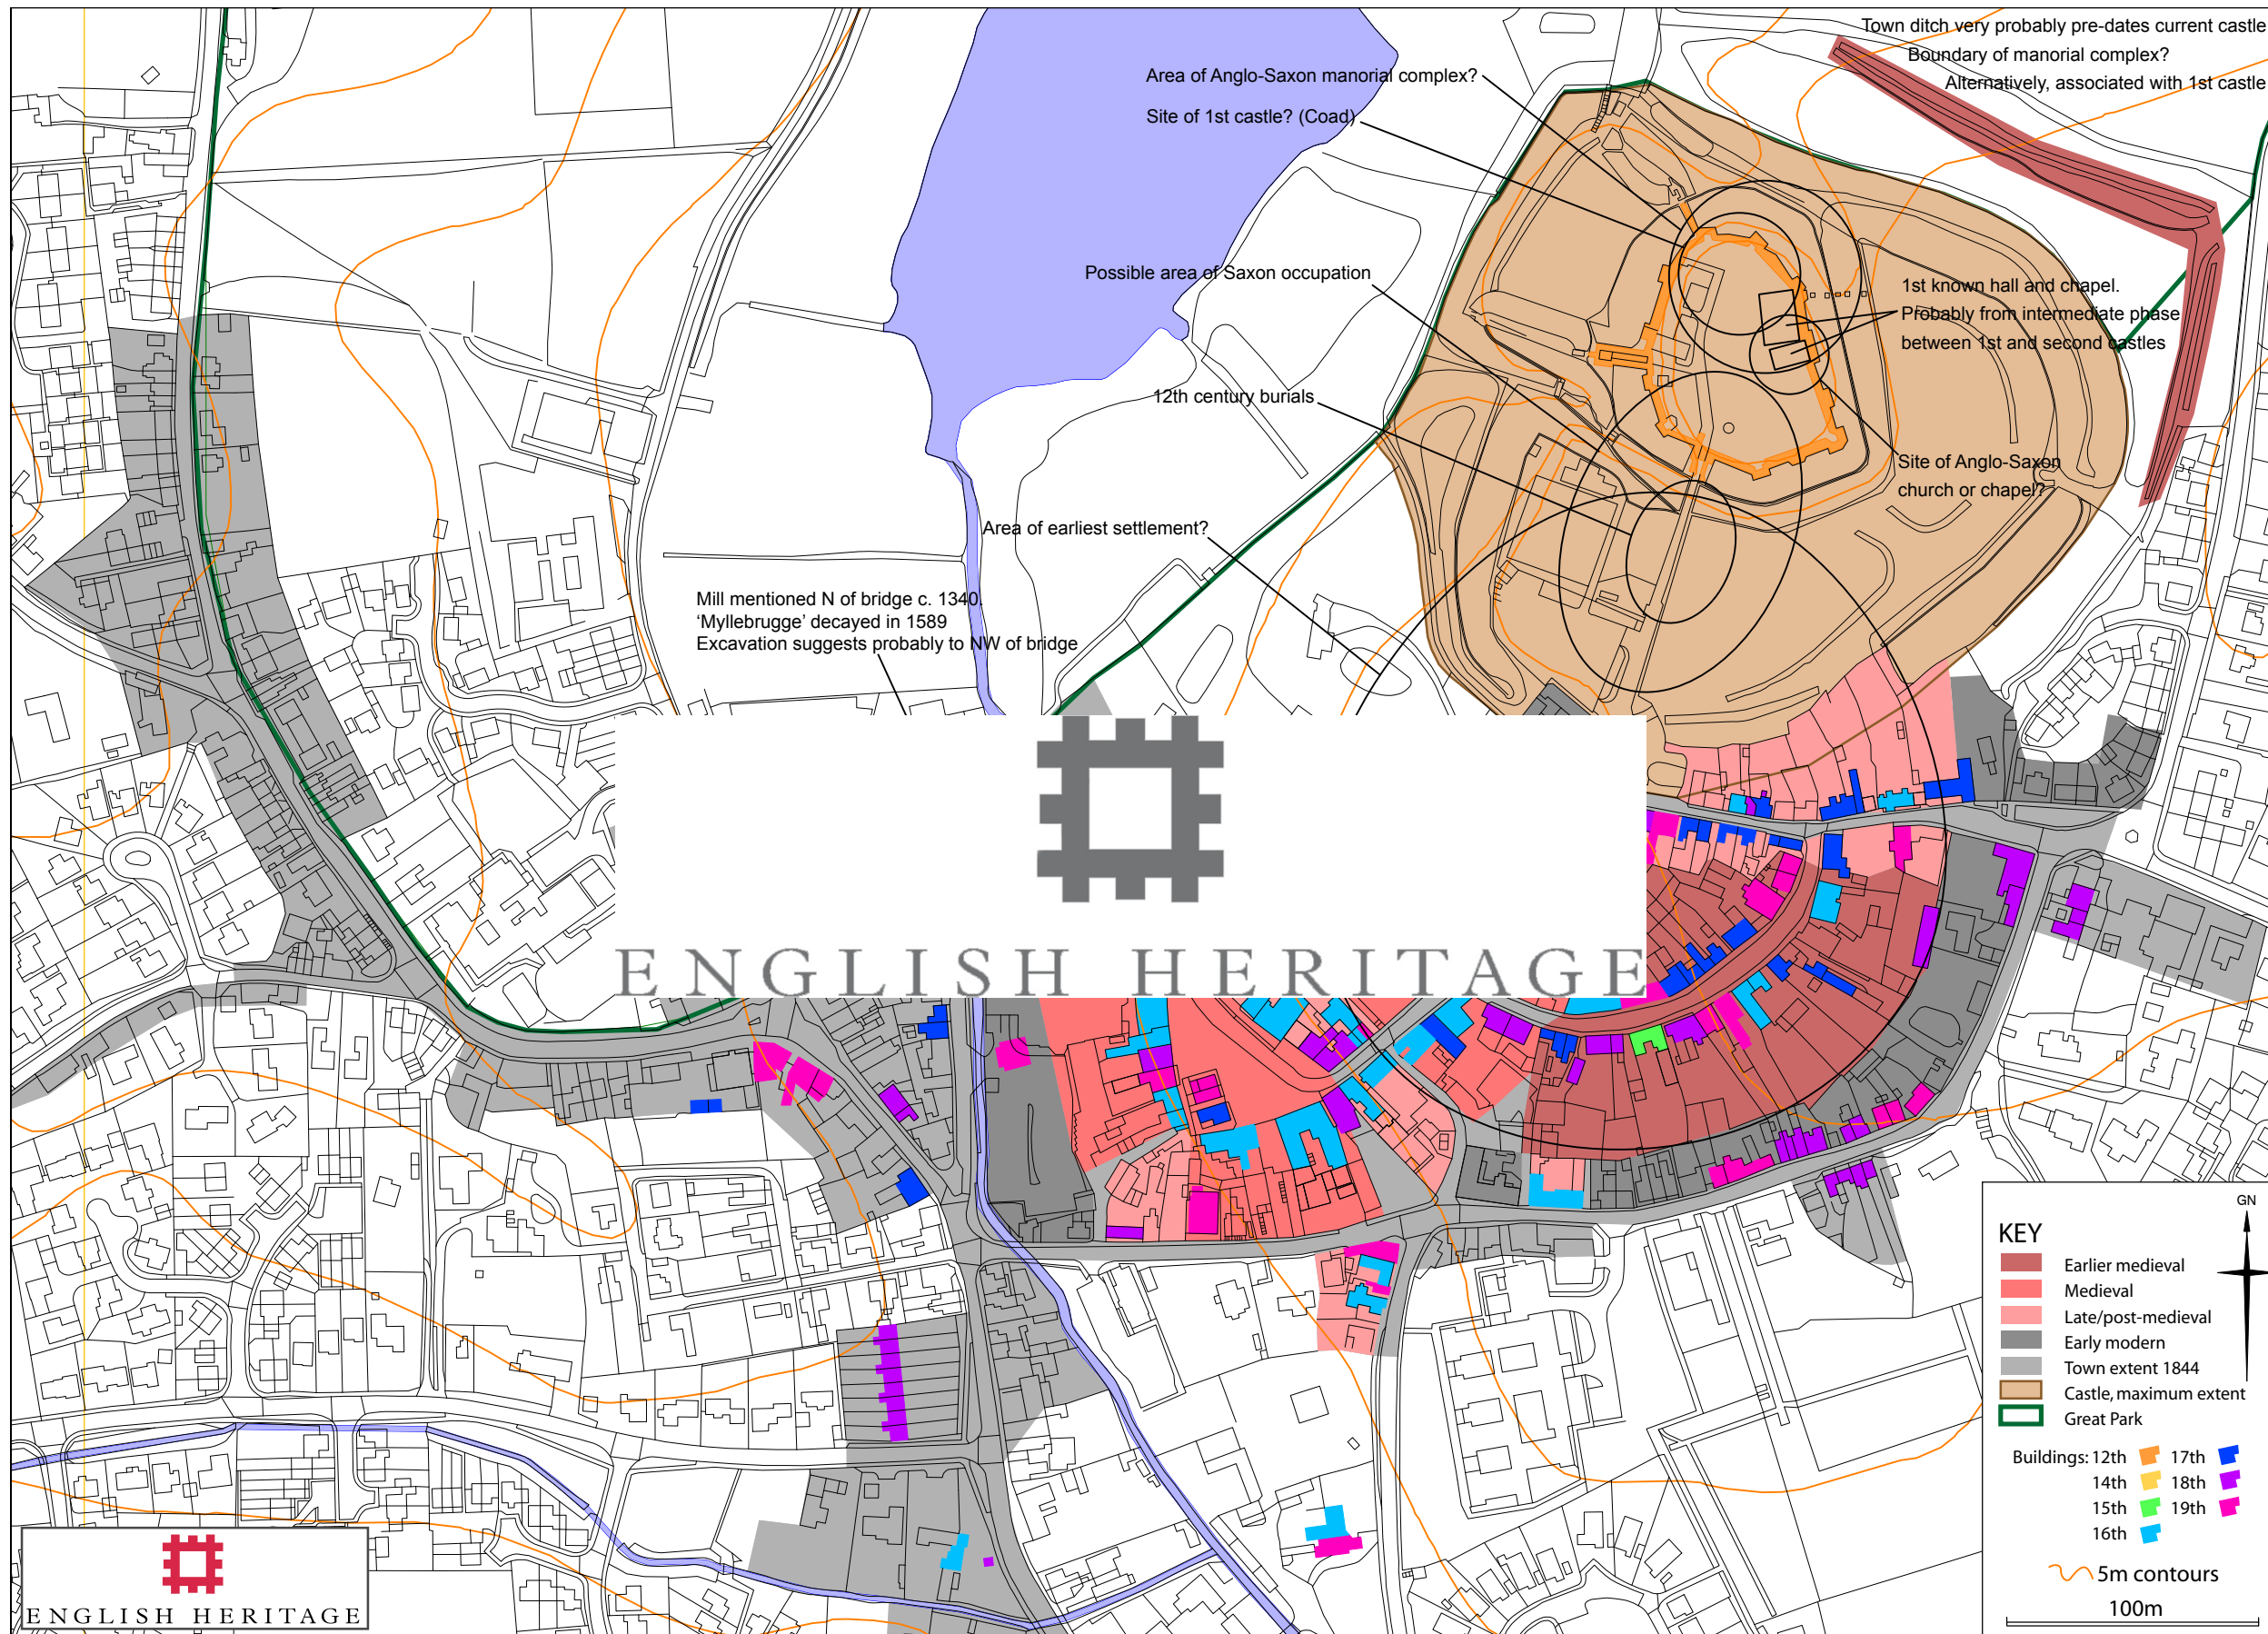 Town ditch very probably pre-dates current castle
Boundary of manorial complex?
Alternatively, associated with 1st castle
Area of Anglo-Saxon manorial complex?
Site of 1st castle? (Coad)
Possible area of Saxon occupation
1st known hall and chapel.
Probably from intermediate phase
between 1st and second castles
12th century burials
Site of Anglo-Saxon
church or chapel?
Area of earliest settlement?
Mill mentioned N of bridge c. 1340.
‘Myllebrugge’ decayed in 1589
Excavation suggests probably to NW of bridge
ENGLISH HERITAGE
GN
KEY
Earlier medieval
Medieval
Late/post-medieval
Early modern
Town extent 1844
Castle, maximum extent
Great Park
Buildings: 12th 17th
14th 18th
15th 19th
16th
5m contours
100m
ENGLISH HERITAGE